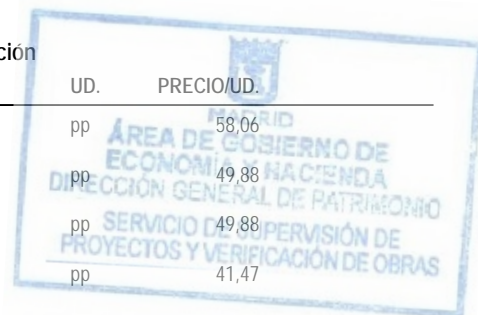 ción
UD. PRECIO/UD.
MADRID
pp 58,06
ÁREA DE GOBIERNO DE
ECONOMÍA Y HACIENDA
pp 49,88
DIRECCIÓN GENERAL DE PATRIMONIO
pp 49,88
SERVICIO DE SUPERVISIÓN DE
PROYECTOS Y VERIFICACIÓN DE OBRAS
pp 41,47